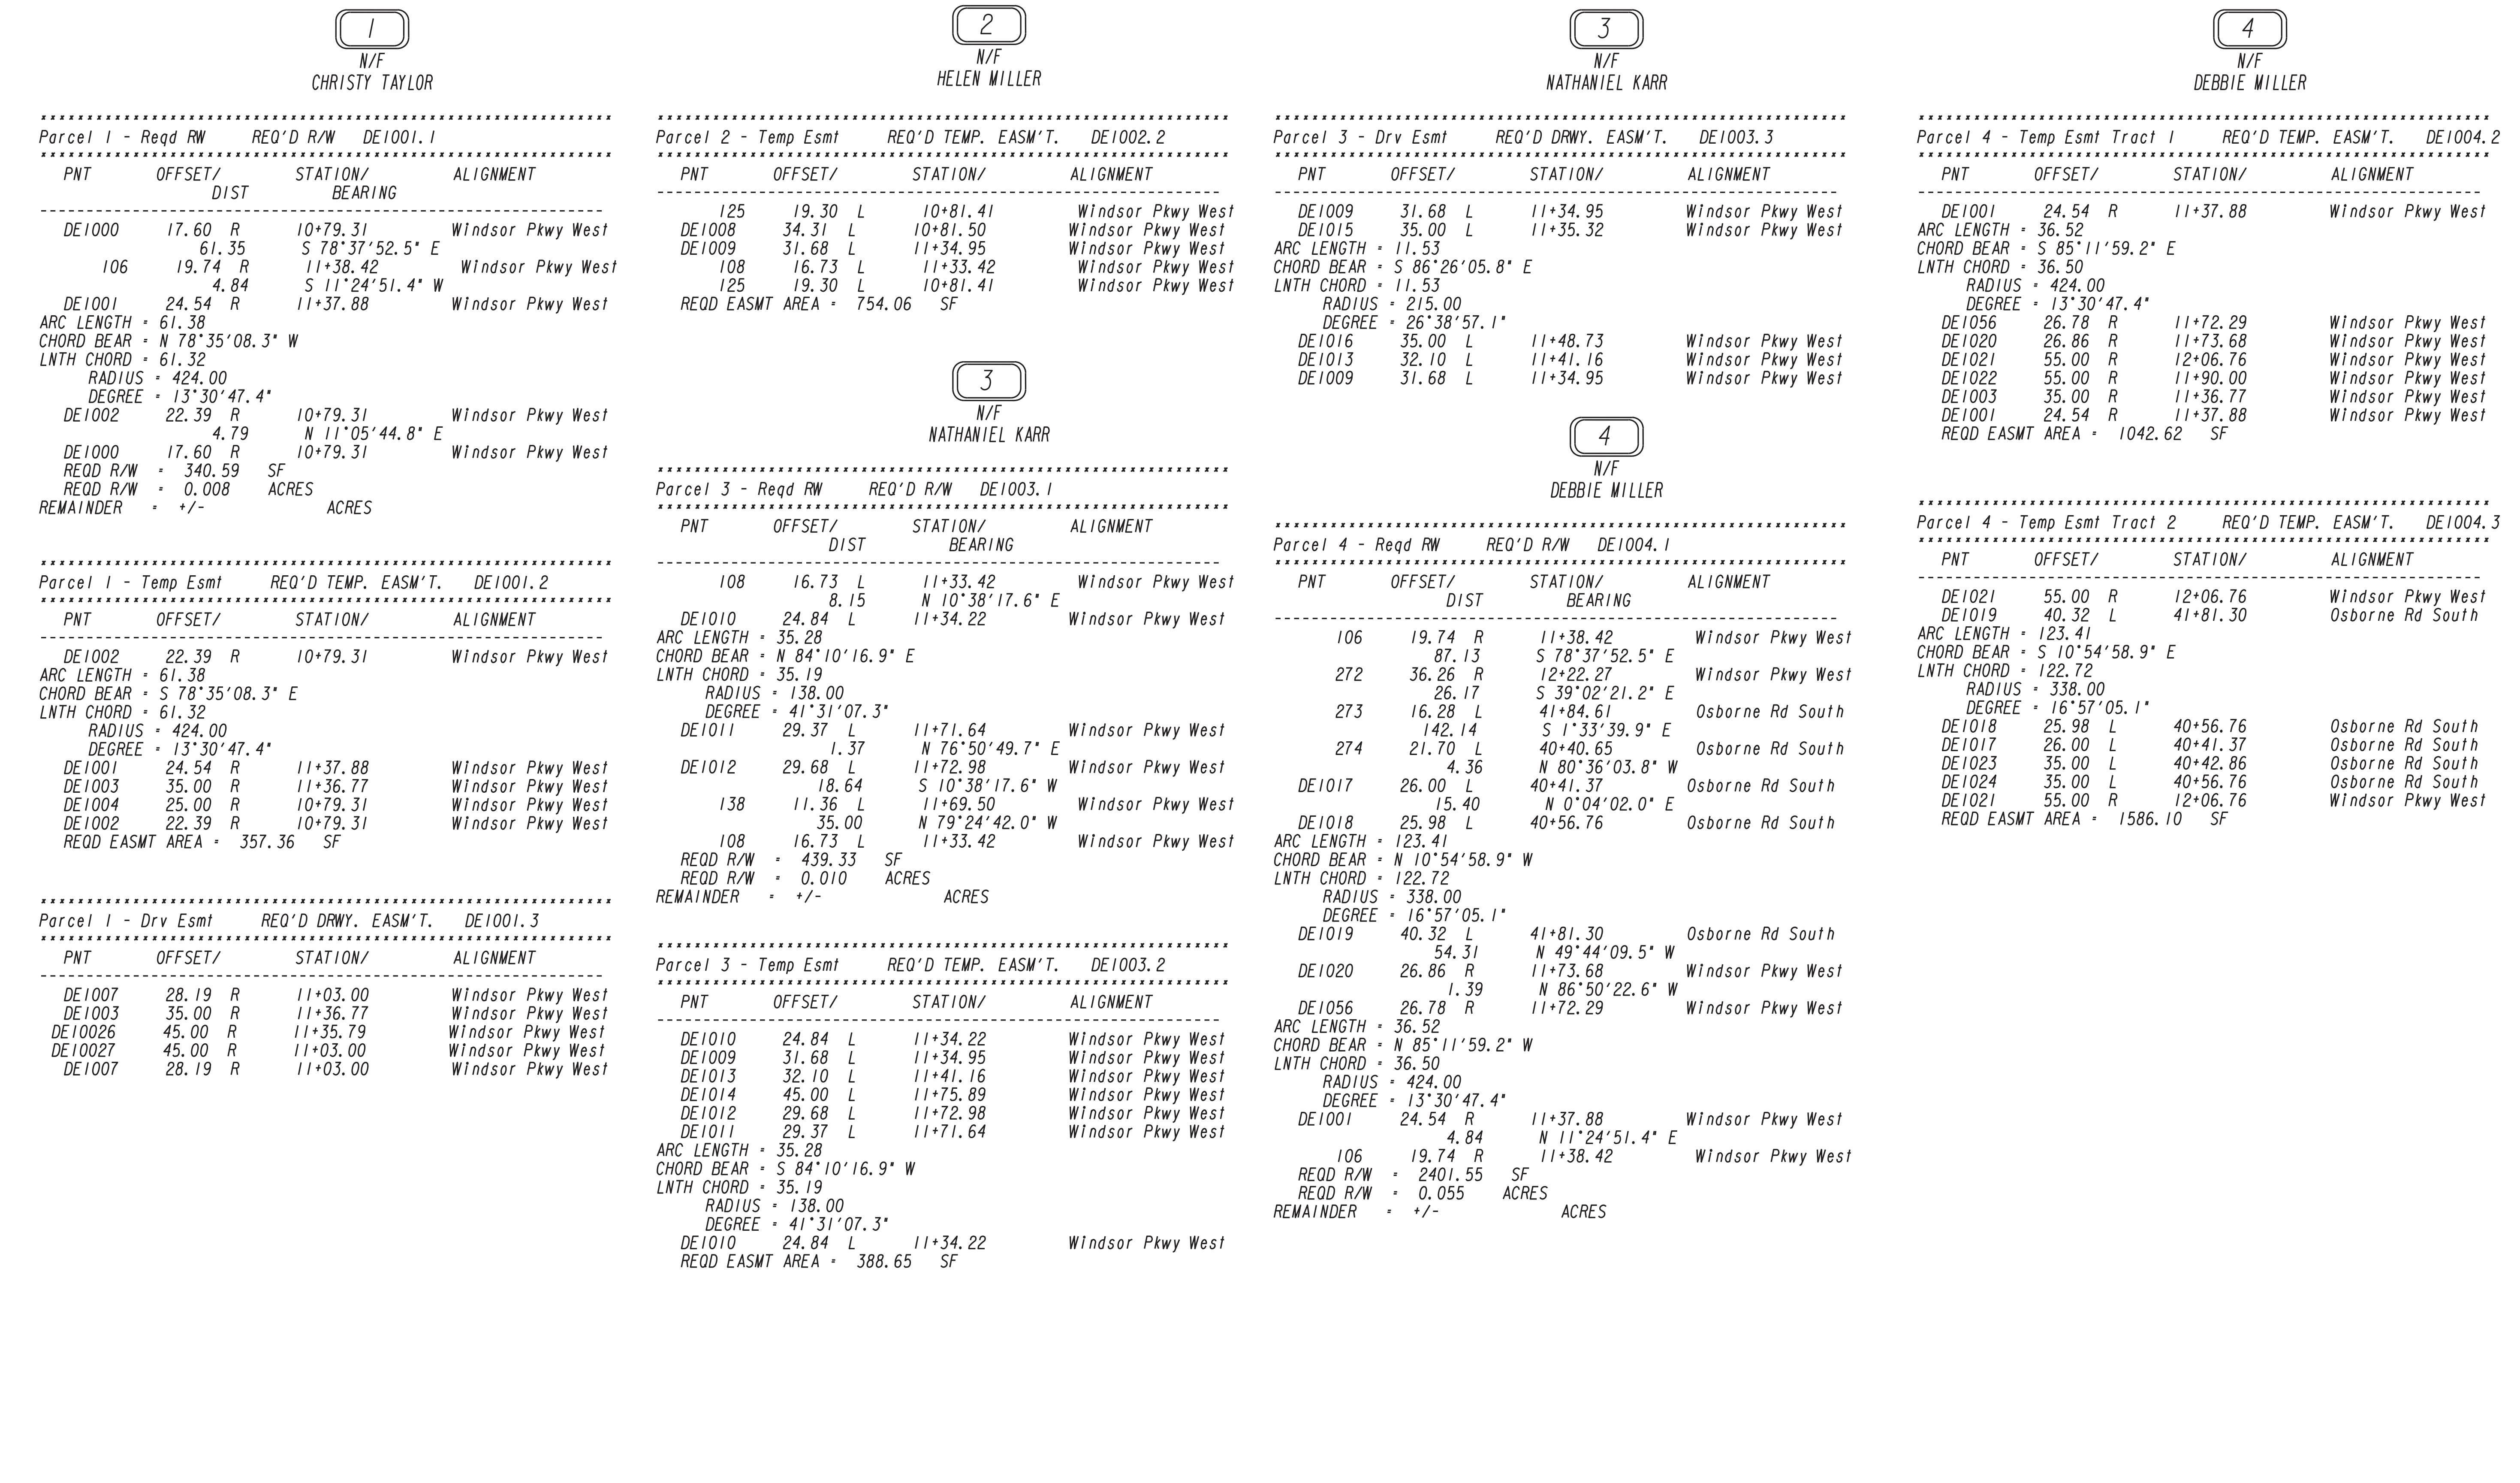 1
N/F
CHRISTY TAYLOR
*************************************************************
Parcel 1 - Reqd RW REQ'D R/W DE1001.1
*************************************************************
PNT OFFSET/ STATION/ ALIGNMENT
DIST BEARING
-------------------------------------------------------------
DE1000 17.60 R 10+79.31 Windsor Pkwy West
61.35 S 78°37'52.5" E
106 19.74 R 11+38.42 Windsor Pkwy West
4.84 S 11°24'51.4" W
DE1001 24.54 R 11+37.88 Windsor Pkwy West
ARC LENGTH = 61.38
CHORD BEAR = N 78°35'08.3" W
LNTH CHORD = 61.32
RADIUS = 424.00
DEGREE = 13°30'47.4"
DE1002 22.39 R 10+79.31 Windsor Pkwy West
4.79 N 11°05'44.8" E
DE1000 17.60 R 10+79.31 Windsor Pkwy West
REQD R/W = 340.59 SF
REQD R/W = 0.008 ACRES
REMAINDER = +/- ACRES
*************************************************************
Parcel 1 - Temp Esmt REQ'D TEMP. EASM'T. DE1001.2
*************************************************************
PNT OFFSET/ STATION/ ALIGNMENT
-------------------------------------------------------------
DE1002 22.39 R 10+79.31 Windsor Pkwy West
ARC LENGTH = 61.38
CHORD BEAR = S 78°35'08.3" E
LNTH CHORD = 61.32
RADIUS = 424.00
DEGREE = 13°30'47.4"
DE1001 24.54 R 11+37.88 Windsor Pkwy West
DE1003 35.00 R 11+36.77 Windsor Pkwy West
DE1004 25.00 R 10+79.31 Windsor Pkwy West
DE1002 22.39 R 10+79.31 Windsor Pkwy West
REQD EASMT AREA = 357.36 SF
*************************************************************
Parcel 1 - Drv Esmt REQ'D DRWY. EASM'T. DE1001.3
*************************************************************
PNT OFFSET/ STATION/ ALIGNMENT
-------------------------------------------------------------
DE1007 28.19 R 11+03.00 Windsor Pkwy West
DE1003 35.00 R 11+36.77 Windsor Pkwy West
DE10026 45.00 R 11+35.79 Windsor Pkwy West
DE10027 45.00 R 11+03.00 Windsor Pkwy West
DE1007 28.19 R 11+03.00 Windsor Pkwy West
2
N/F
HELEN MILLER
*************************************************************
Parcel 2 - Temp Esmt REQ'D TEMP. EASM'T. DE1002.2
*************************************************************
PNT OFFSET/ STATION/ ALIGNMENT
-------------------------------------------------------------
125 19.30 L 10+81.41 Windsor Pkwy West
DE1008 34.31 L 10+81.50 Windsor Pkwy West
DE1009 31.68 L 11+34.95 Windsor Pkwy West
108 16.73 L 11+33.42 Windsor Pkwy West
125 19.30 L 10+81.41 Windsor Pkwy West
REQD EASMT AREA = 754.06 SF
3
N/F
NATHANIEL KARR
*************************************************************
Parcel 3 - Reqd RW REQ'D R/W DE1003.1
*************************************************************
PNT OFFSET/ STATION/ ALIGNMENT
DIST BEARING
-------------------------------------------------------------
108 16.73 L 11+33.42 Windsor Pkwy West
8.15 N 10°38'17.6" E
DE1010 24.84 L 11+34.22 Windsor Pkwy West
ARC LENGTH = 35.28
CHORD BEAR = N 84°10'16.9" E
LNTH CHORD = 35.19
RADIUS = 138.00
DEGREE = 41°31'07.3"
DE1011 29.37 L 11+71.64 Windsor Pkwy West
1.37 N 76°50'49.7" E
DE1012 29.68 L 11+72.98 Windsor Pkwy West
18.64 S 10°38'17.6" W
138 11.36 L 11+69.50 Windsor Pkwy West
35.00 N 79°24'42.0" W
108 16.73 L 11+33.42 Windsor Pkwy West
REQD R/W = 439.33 SF
REQD R/W = 0.010 ACRES
REMAINDER = +/- ACRES
*************************************************************
Parcel 3 - Temp Esmt REQ'D TEMP. EASM'T. DE1003.2
*************************************************************
PNT OFFSET/ STATION/ ALIGNMENT
-------------------------------------------------------------
DE1010 24.84 L 11+34.22 Windsor Pkwy West
DE1009 31.68 L 11+34.95 Windsor Pkwy West
DE1013 32.10 L 11+41.16 Windsor Pkwy West
DE1014 45.00 L 11+75.89 Windsor Pkwy West
DE1012 29.68 L 11+72.98 Windsor Pkwy West
DE1011 29.37 L 11+71.64 Windsor Pkwy West
ARC LENGTH = 35.28
CHORD BEAR = S 84°10'16.9" W
LNTH CHORD = 35.19
RADIUS = 138.00
DEGREE = 41°31'07.3"
DE1010 24.84 L 11+34.22 Windsor Pkwy West
REQD EASMT AREA = 388.65 SF
3
N/F
NATHANIEL KARR
*************************************************************
Parcel 3 - Drv Esmt REQ'D DRWY. EASM'T. DE1003.3
*************************************************************
PNT OFFSET/ STATION/ ALIGNMENT
-------------------------------------------------------------
DE1009 31.68 L 11+34.95 Windsor Pkwy West
DE1015 35.00 L 11+35.32 Windsor Pkwy West
ARC LENGTH = 11.53
CHORD BEAR = S 86°26'05.8" E
LNTH CHORD = 11.53
RADIUS = 215.00
DEGREE = 26°38'57.1"
DE1016 35.00 L 11+48.73 Windsor Pkwy West
DE1013 32.10 L 11+41.16 Windsor Pkwy West
DE1009 31.68 L 11+34.95 Windsor Pkwy West
4
N/F
DEBBIE MILLER
*************************************************************
Parcel 4 - Reqd RW REQ'D R/W DE1004.1
*************************************************************
PNT OFFSET/ STATION/ ALIGNMENT
DIST BEARING
-------------------------------------------------------------
106 19.74 R 11+38.42 Windsor Pkwy West
87.13 S 78°37'52.5" E
272 36.26 R 12+22.27 Windsor Pkwy West
26.17 S 39°02'21.2" E
273 16.28 L 41+84.61 Osborne Rd South
142.14 S 1°33'39.9" E
274 21.70 L 40+40.65 Osborne Rd South
4.36 N 80°36'03.8" W
DE1017 26.00 L 40+41.37 Osborne Rd South
15.40 N 0°04'02.0" E
DE1018 25.98 L 40+56.76 Osborne Rd South
ARC LENGTH = 123.41
CHORD BEAR = N 10°54'58.9" W
LNTH CHORD = 122.72
RADIUS = 338.00
DEGREE = 16°57'05.1"
DE1019 40.32 L 41+81.30 Osborne Rd South
54.31 N 49°44'09.5" W
DE1020 26.86 R 11+73.68 Windsor Pkwy West
1.39 N 86°50'22.6" W
DE1056 26.78 R 11+72.29 Windsor Pkwy West
ARC LENGTH = 36.52
CHORD BEAR = N 85°11'59.2" W
LNTH CHORD = 36.50
RADIUS = 424.00
DEGREE = 13°30'47.4"
DE1001 24.54 R 11+37.88 Windsor Pkwy West
4.84 N 11°24'51.4" E
106 19.74 R 11+38.42 Windsor Pkwy West
REQD R/W = 2401.55 SF
REQD R/W = 0.055 ACRES
REMAINDER = +/- ACRES
4
N/F
DEBBIE MILLER
*************************************************************
Parcel 4 - Temp Esmt Tract 1 REQ'D TEMP. EASM'T. DE1004.2
*************************************************************
PNT OFFSET/ STATION/ ALIGNMENT
-------------------------------------------------------------
DE1001 24.54 R 11+37.88 Windsor Pkwy West
ARC LENGTH = 36.52
CHORD BEAR = S 85°11'59.2" E
LNTH CHORD = 36.50
RADIUS = 424.00
DEGREE = 13°30'47.4"
DE1056 26.78 R 11+72.29 Windsor Pkwy West
DE1020 26.86 R 11+73.68 Windsor Pkwy West
DE1021 55.00 R 12+06.76 Windsor Pkwy West
DE1022 55.00 R 11+90.00 Windsor Pkwy West
DE1003 35.00 R 11+36.77 Windsor Pkwy West
DE1001 24.54 R 11+37.88 Windsor Pkwy West
REQD EASMT AREA = 1042.62 SF
*************************************************************
Parcel 4 - Temp Esmt Tract 2 REQ'D TEMP. EASM'T. DE1004.3
*************************************************************
PNT OFFSET/ STATION/ ALIGNMENT
-------------------------------------------------------------
DE1021 55.00 R 12+06.76 Windsor Pkwy West
DE1019 40.32 L 41+81.30 Osborne Rd South
ARC LENGTH = 123.41
CHORD BEAR = S 10°54'58.9" E
LNTH CHORD = 122.72
RADIUS = 338.00
DEGREE = 16°57'05.1"
DE1018 25.98 L 40+56.76 Osborne Rd South
DE1017 26.00 L 40+41.37 Osborne Rd South
DE1023 35.00 L 40+42.86 Osborne Rd South
DE1024 35.00 L 40+56.76 Osborne Rd South
DE1021 55.00 R 12+06.76 Windsor Pkwy West
REQD EASMT AREA = 1586.10 SF